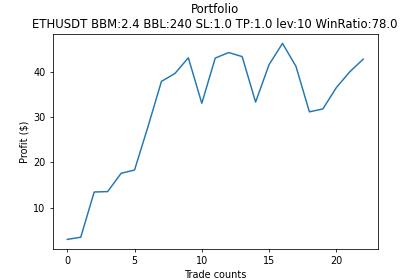 Portfolio
ETHUSDT BBM:2.4 BBL:240 SL:1.0 TP:1.0 lev:10 WinRatio:78.0
40
30
20
10
Profit ($)
0 5 10 15 20
Trade counts